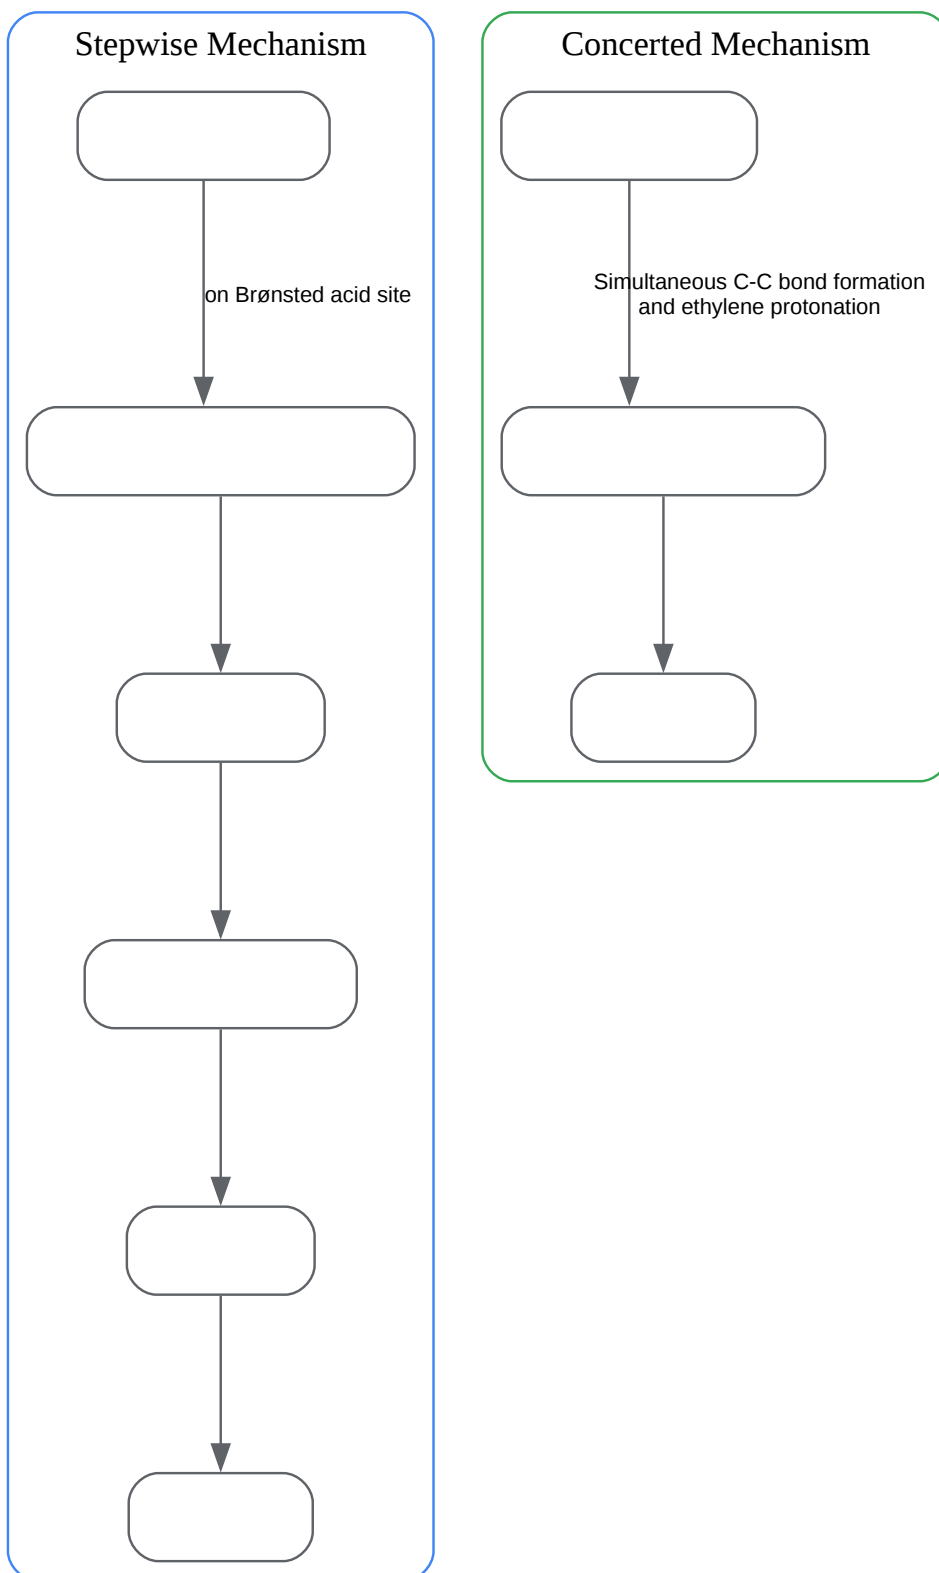 Stepwise Mechanism
on Brønsted acid site
Concerted Mechanism
Simultaneous C-C bond formation
and ethylene protonation